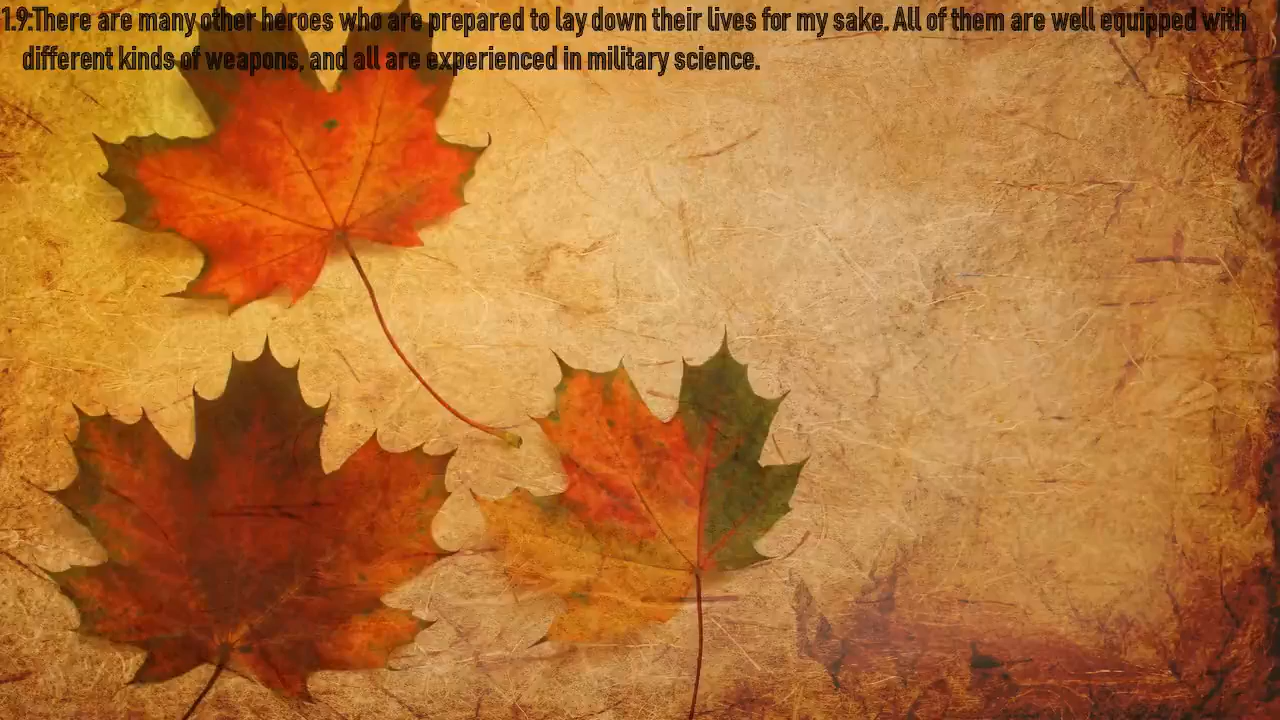 1.9:There are many other heroes who are prepared to lay down their lives for my sake. All of them are well equipped with
different kinds of weapons, and all are experienced in military science.